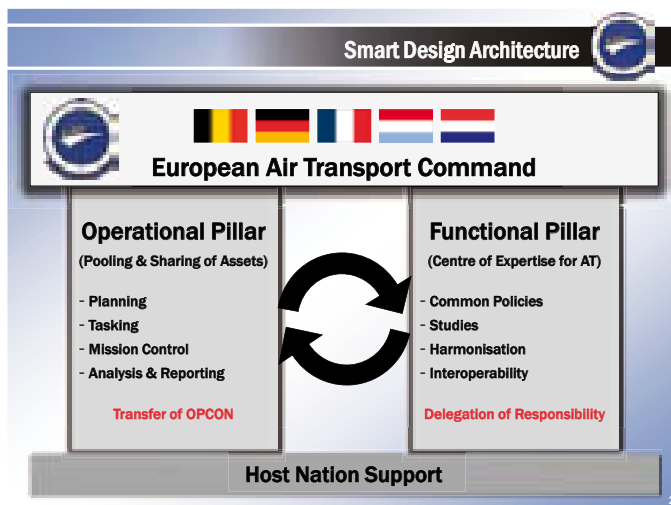 Smart Design Architecture
European Air Transport Command
Operational Pillar
(Pooling & Sharing of Assets)
- Planning
- Tasking
- Mission Control
- Analysis & Reporting
Transfer of OPCON
Functional Pillar
(Centre of Expertise for AT)
- Common Policies
- Studies
- Harmonisation
- Interoperability
Delegation of Responsibility
Host Nation Support